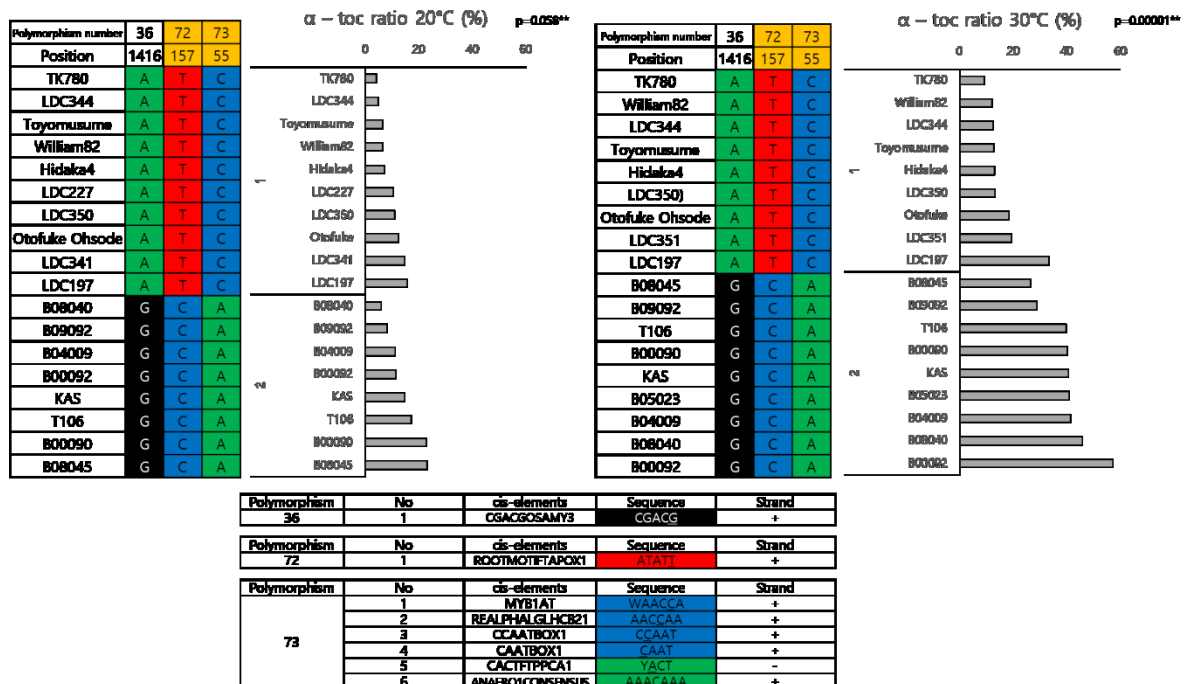 α – toc ratio 20°C (%) p=0.058**
Polymorphism number 36 72 73
Position 1416 157 55
TK780 A T C
LDC344 A T C
Toyomusume A T C
William82 A T C
Hidaka4 A T C
LDC227 A T C
LDC350 A T C
Otofuke Ohsode A T C
LDC341 A T C
LDC197 A T C
B08040 G C A
B09092 G C A
B04009 G C A
B00092 G C A
KAS G C A
T106 G C A
B00090 G C A
B08045 G C A
0 20 40 60
1
TK780
LDC344
Toyomusume
William82
Hidaka4
LDC227
LDC350
Otofuke
LDC341
LDC197
2
B08040
B09092
B04009
B00092
KAS
T106
B00090
B08045
α – toc ratio 30°C (%) p=0.00001**
Polymorphism number 36 72 73
Position 1416 157 55
TK780 A T C
William82 A T C
LDC344 A T C
Toyomusume A T C
Hidaka4 A T C
LDC350) A T C
Otofuke Ohsode A T C
LDC351 A T C
LDC197 A T C
B08045 G C A
B09092 G C A
T106 G C A
B00090 G C A
KAS G C A
B05023 G C A
B04009 G C A
B08040 G C A
B00092 G C A
0 20 40 60
1
TK780
William82
LDC344
Toyomusume
Hidaka4
LDC350
Otofuke
LDC351
LDC197
2
B08045
B09092
T106
B00090
KAS
B05023
B04009
B08040
B00092
Polymorphism No cis-elements Sequence Strand
36 1 CGACGOSAMY3 CGACG +
Polymorphism No cis-elements Sequence Strand
72 1 ROOTMOTIFTAPOX1 ATATT +
Polymorphism No cis-elements Sequence Strand
73
1 MYB1AT WAACCA +
2 REALPHALGLHCB21 AACCAA +
3 CCAATBOX1 CCAAT +
4 CAATBOX1 CAAT +
5 CACTFTPPCA1 YACT -
6 ANAERO1CONSENSUS AAACAAA +